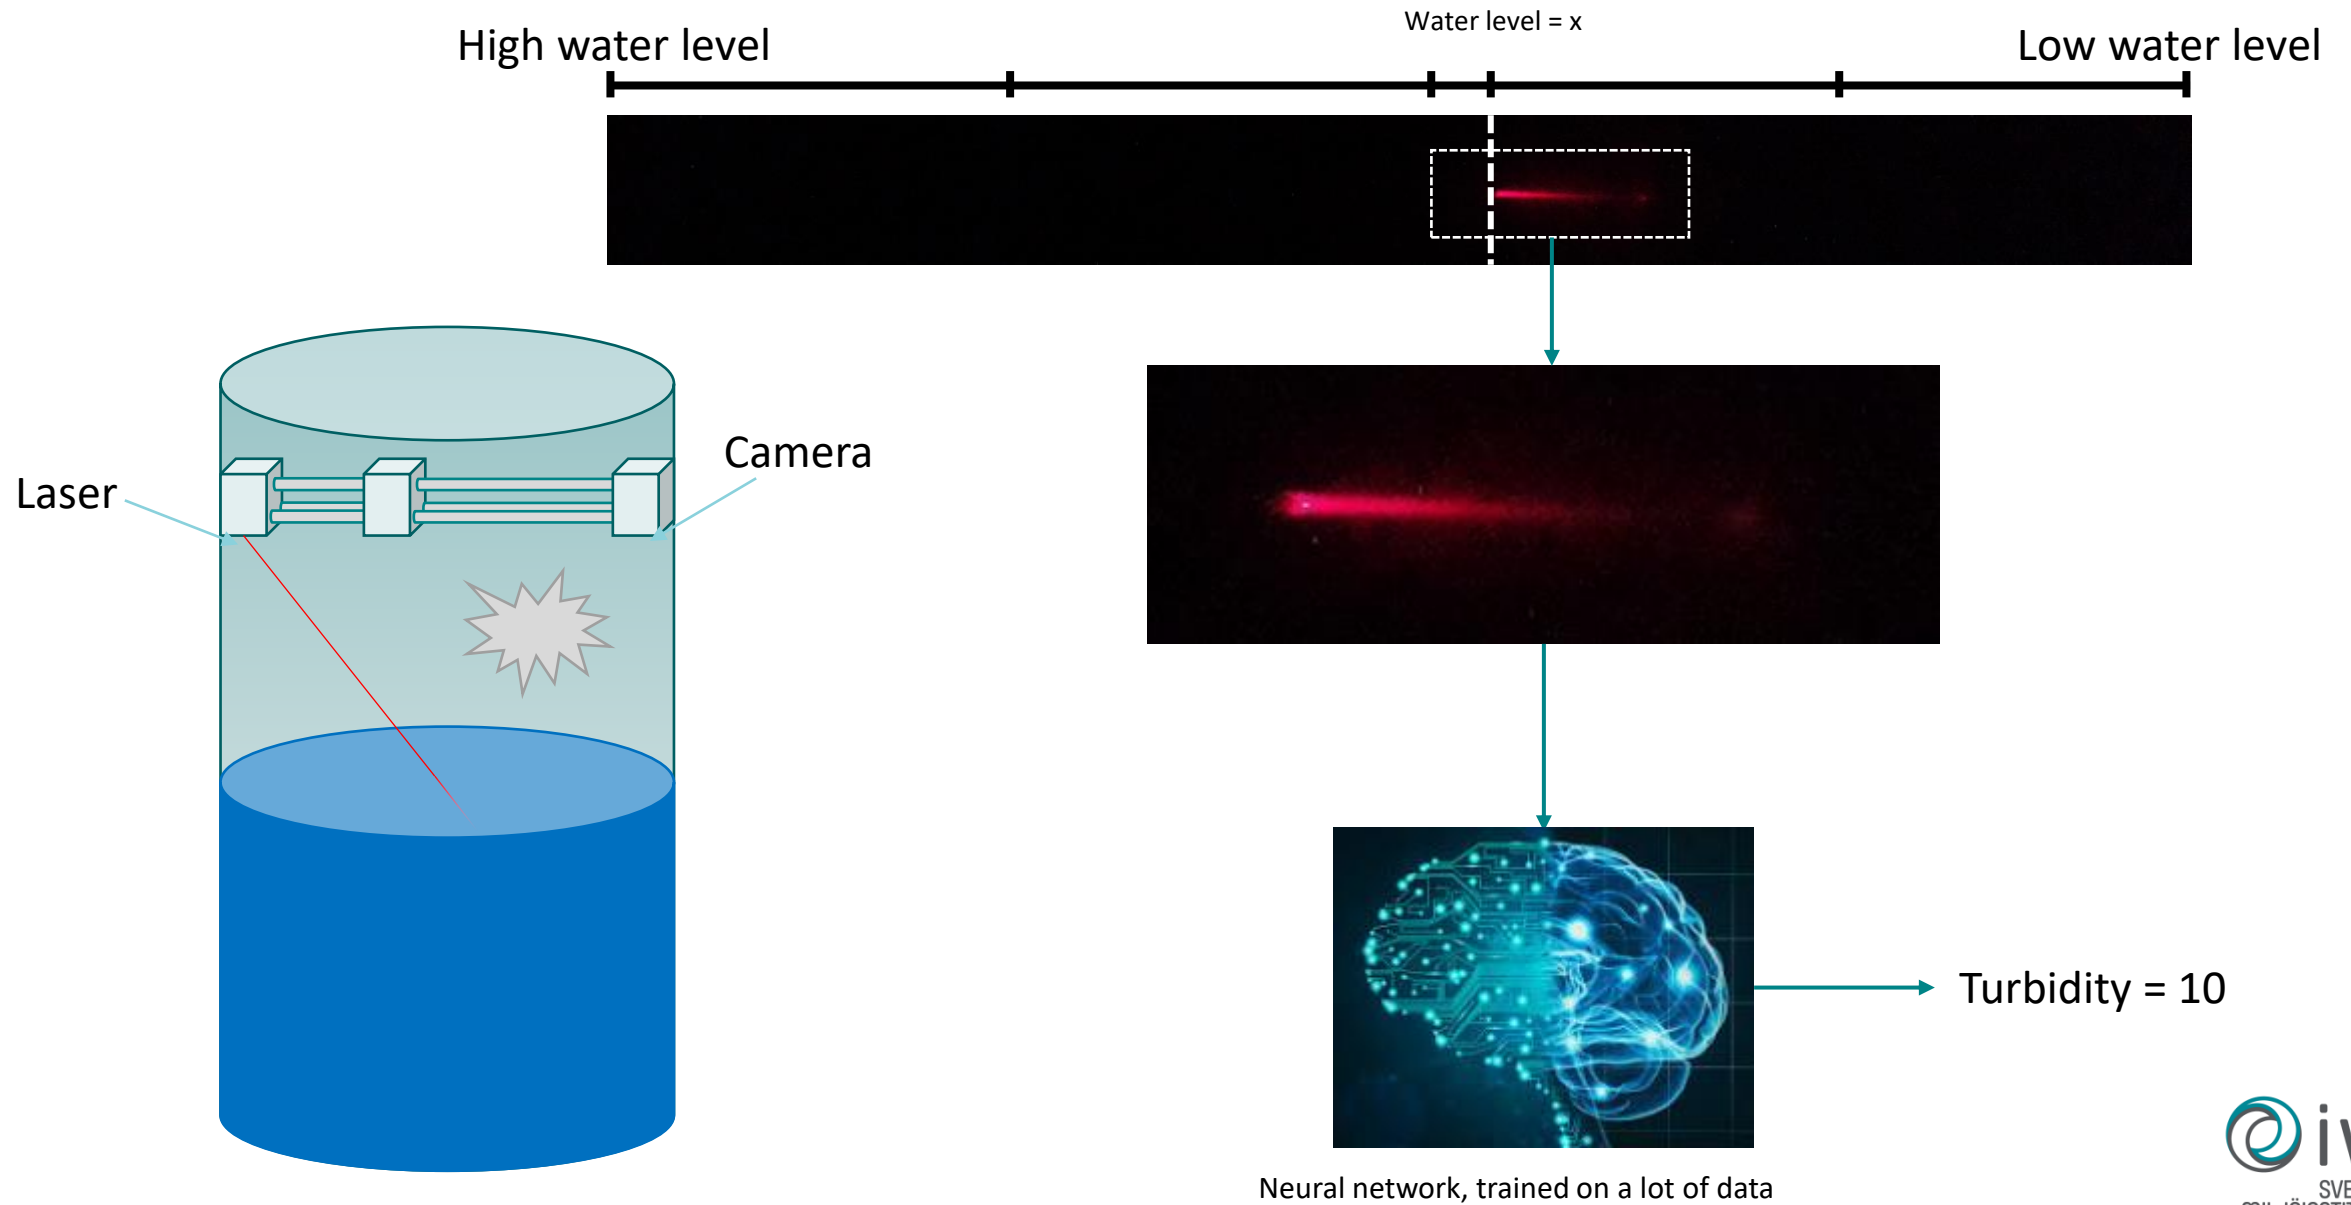 Water level = x
High water level
Low water level
Camera
Laser
Turbidity = 10
Neural network, trained on a lot of data